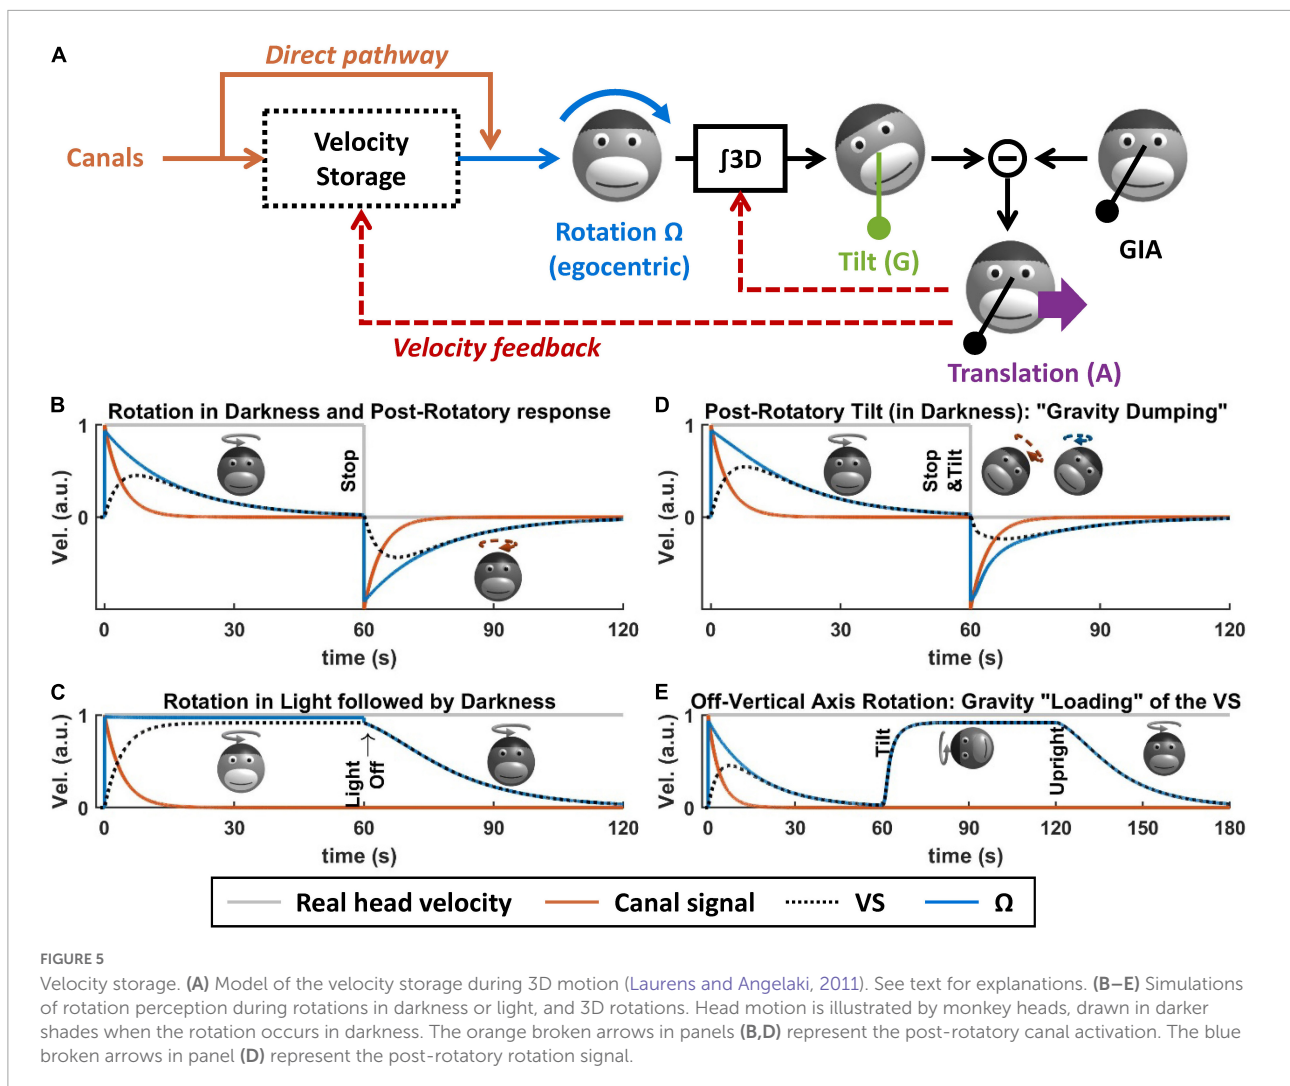 A
Direct pathway
Canals
Velocity
Storage
Rotation Ω
(egocentric)
∫3D
Tilt (G)
−
GIA
Translation (A)
Velocity feedback
B
Rotation in Darkness and Post-Rotatory response
Vel. (a.u.)
1
0
Stop
0 30 60 90 120
time (s)
D
Post-Rotatory Tilt (in Darkness): "Gravity Dumping"
Vel. (a.u.)
1
0
Stop
&Tilt
0 30 60 90 120
time (s)
C
Rotation in Light followed by Darkness
Vel. (a.u.)
1
0
Light
Off
0 30 60 90 120
time (s)
E
Off-Vertical Axis Rotation: Gravity "Loading" of the VS
Vel. (a.u.)
1
0
Tilt
Upright
0 30 60 90 120 150 180
time (s)
Real head velocity Canal signal VS Ω
FIGURE 5
Velocity storage. (A) Model of the velocity storage during 3D motion (Laurens and Angelaki, 2011). See text for explanations. (B–E) Simulations
of rotation perception during rotations in darkness or light, and 3D rotations. Head motion is illustrated by monkey heads, drawn in darker
shades when the rotation occurs in darkness. The orange broken arrows in panels (B,D) represent the post-rotatory canal activation. The blue
broken arrows in panel (D) represent the post-rotatory rotation signal.